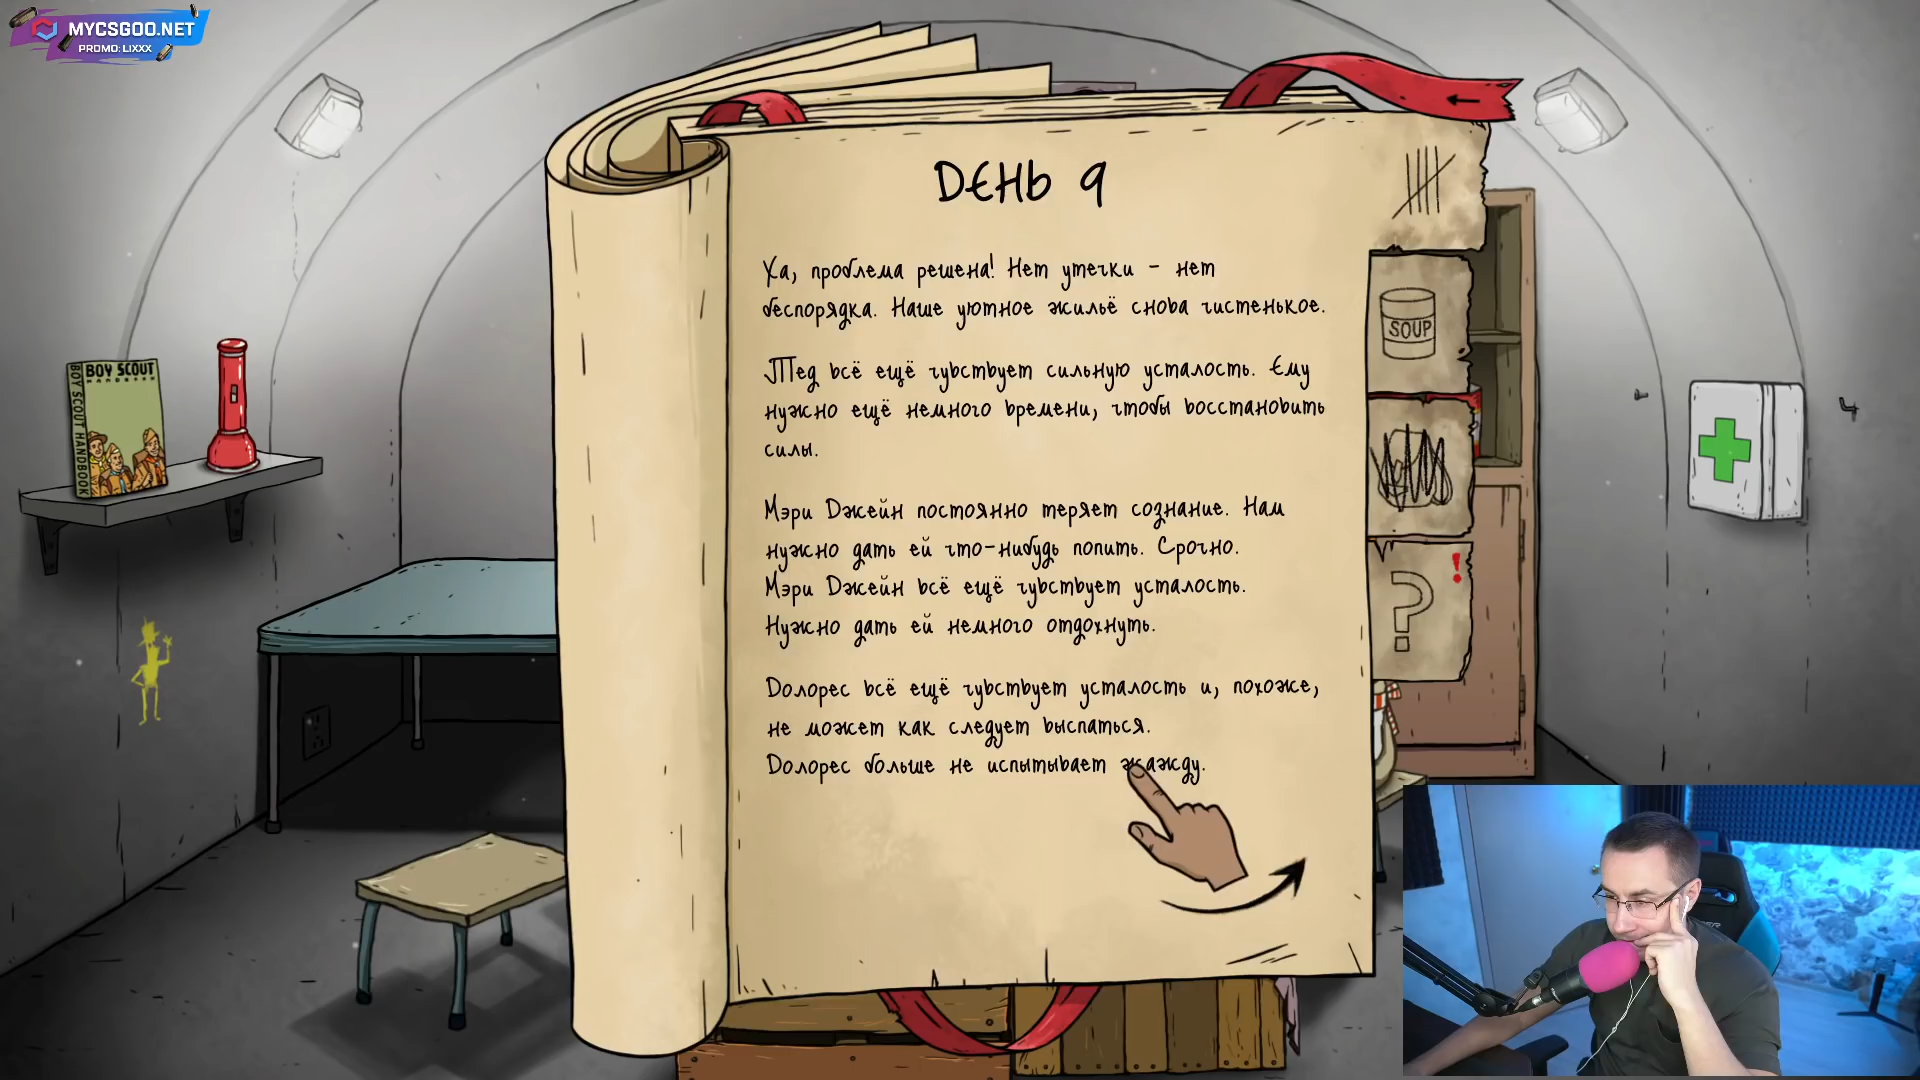 MYCSGOO.NET
PROMO: LIXXX
ДЕНЬ 9
Ха, проблема решена! Нет утечки - нет
беспорядка. Наше уютное жильё снова чистенькое.
Тед всё ещё чувствует сильную усталость. Ему
нужно ещё немного времени, чтобы восстановить
силы.
Мэри Джейн постоянно теряет сознание. Нам
нужно дать ей что-нибудь попить. Срочно.
Мэри Джейн всё ещё чувствует усталость.
Нужно дать ей немного отдохнуть.
Долорес всё ещё чувствует усталость и, похоже,
не может как следует выспаться.
Долорес больше не испытывает жажду.
SOUP
?
!
BOY SCOUT
HANDBOOK
BOY SCOUT HANDBOOK